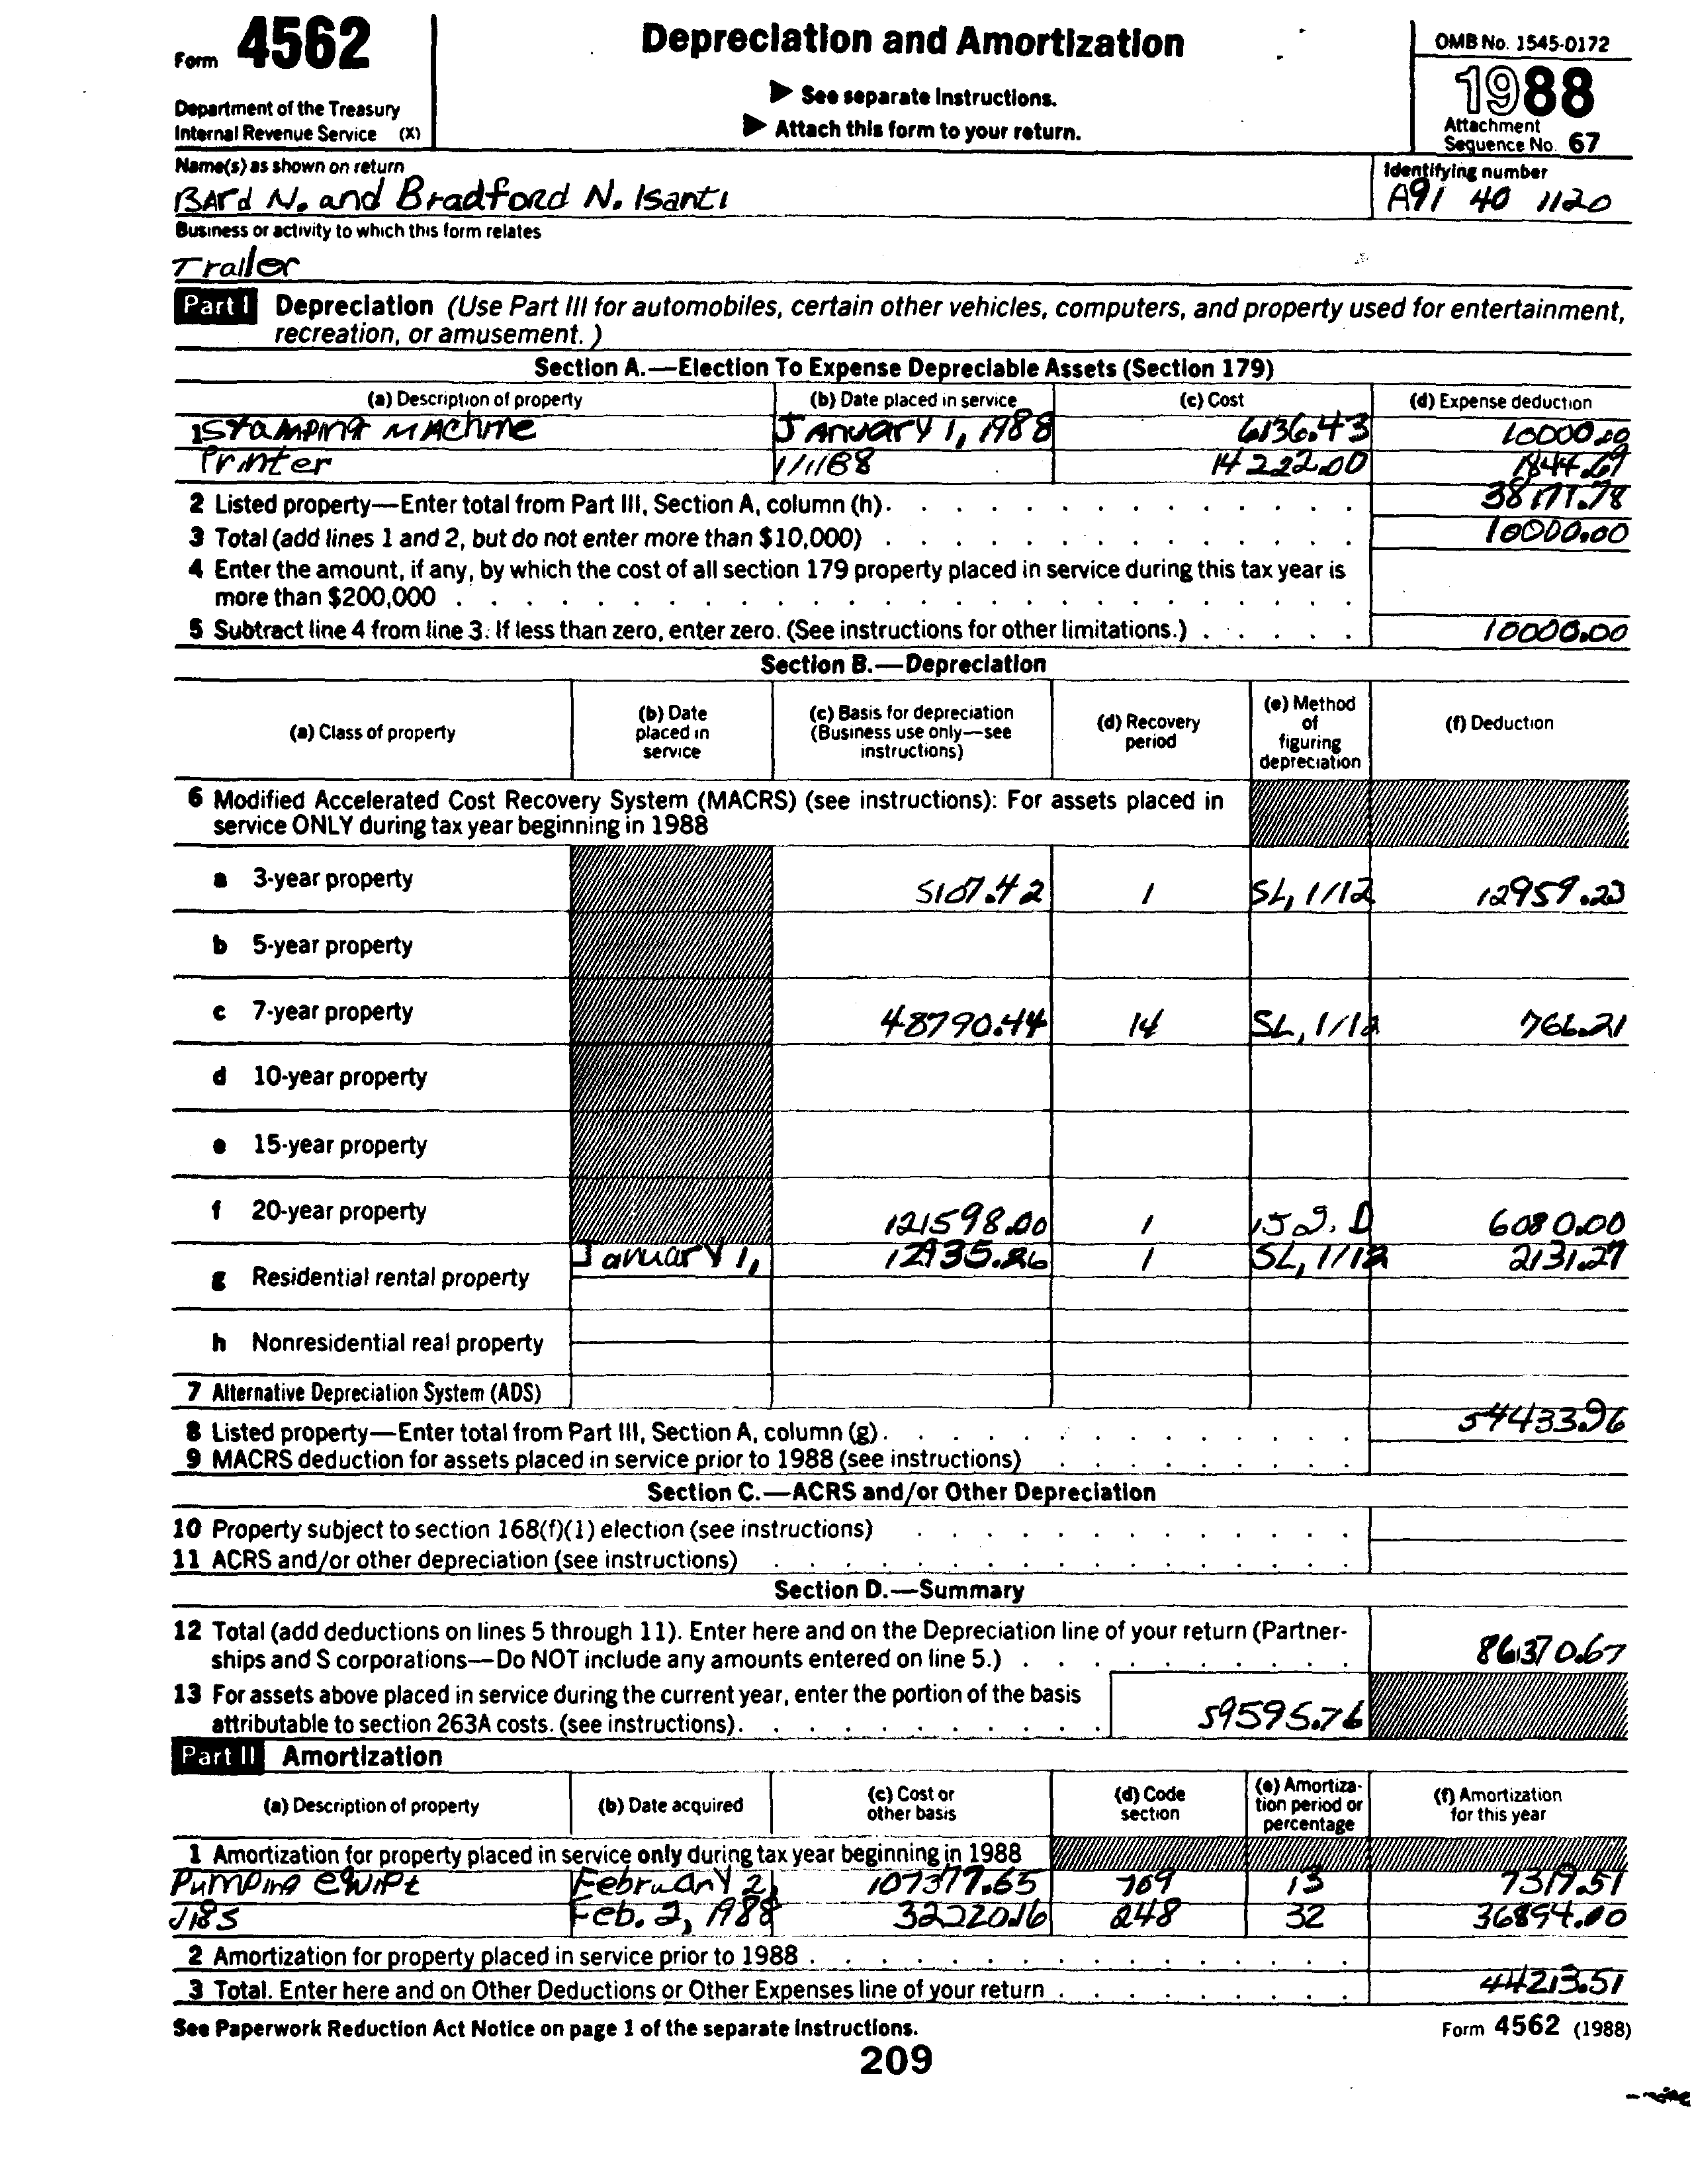 Form 4562
Depreciation and Amortization
OMB No. 1545-0172
▶ See separate instructions.
1988
Department of the Treasury
Internal Revenue Service (X)
▶ Attach this form to your return.
Attachment
Sequence No. 67
Name(s) as shown on return
Identifying number
BArd N. and Bradford N. Isanti
A91 40 1120
Business or activity to which this form relates
Trailer
Part I Depreciation (Use Part III for automobiles, certain other vehicles, computers, and property used for entertainment,
recreation, or amusement.)
Section A.—Election To Expense Depreciable Assets (Section 179)
(a) Description of property (b) Date placed in service (c) Cost (d) Expense deduction
1 Stamping Machine January 1, 1988 6136.43 10000.00
Printer 1/1/88 14222.00 1844.69
2 Listed property—Enter total from Part III, Section A, column (h). 38171.78
3 Total (add lines 1 and 2, but do not enter more than $10,000) 10000.00
4 Enter the amount, if any, by which the cost of all section 179 property placed in service during this tax year is
more than $200,000
5 Subtract line 4 from line 3. If less than zero, enter zero. (See instructions for other limitations.) 10000.00
Section B.—Depreciation
(a) Class of property (b) Date placed in service (c) Basis for depreciation (Business use only—see instructions) (d) Recovery period (e) Method of figuring depreciation (f) Deduction
6 Modified Accelerated Cost Recovery System (MACRS) (see instructions): For assets placed in
service ONLY during tax year beginning in 1988
a 3-year property 5107.42 1 SL, 1/12 12959.23
b 5-year property
c 7-year property 48790.44 14 SL, 1/12 766.21
d 10-year property
e 15-year property
f 20-year property 121598.00 1 6080.00
g Residential rental property January 1, 1 SL, 1/12 2131.27
h Nonresidential real property
7 Alternative Depreciation System (ADS)
8 Listed property—Enter total from Part III, Section A, column (g). 54433.96
9 MACRS deduction for assets placed in service prior to 1988 (see instructions)
Section C.—ACRS and/or Other Depreciation
10 Property subject to section 168(f)(1) election (see instructions)
11 ACRS and/or other depreciation (see instructions)
Section D.—Summary
12 Total (add deductions on lines 5 through 11). Enter here and on the Depreciation line of your return (Partner-
ships and S corporations—Do NOT include any amounts entered on line 5.) 86370.67
13 For assets above placed in service during the current year, enter the portion of the basis
attributable to section 263A costs. (see instructions). 59595.76
Part II Amortization
(a) Description of property (b) Date acquired (c) Cost or other basis (d) Code section (e) Amortization period or percentage (f) Amortization for this year
1 Amortization for property placed in service only during tax year beginning in 1988
Pumping equipt February 2, 107377.65 169 13 7319.51
Jigs Feb. 2, 1988 322220.16 248 32 36894.00
2 Amortization for property placed in service prior to 1988
3 Total. Enter here and on Other Deductions or Other Expenses line of your return 44213.51
See Paperwork Reduction Act Notice on page 1 of the separate instructions.
Form 4562 (1988)
209